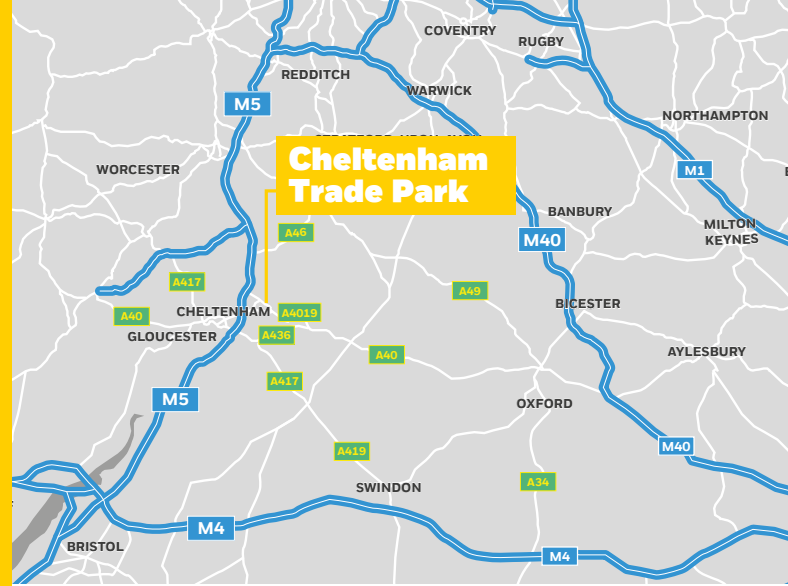 COVENTRY
RUGBY
REDDITCH
WARWICK
M5
NORTHAMPTON
Cheltenham
Trade Park
WORCESTER
M1
BANBURY
MILTON
KEYNES
A46
M40
A417
A49
BICESTER
A40
CHELTENHAM
A4019
GLOUCESTER
A436
A40
AYLESBURY
A417
M5
OXFORD
M40
A419
A34
SWINDON
M4
BRISTOL
M4